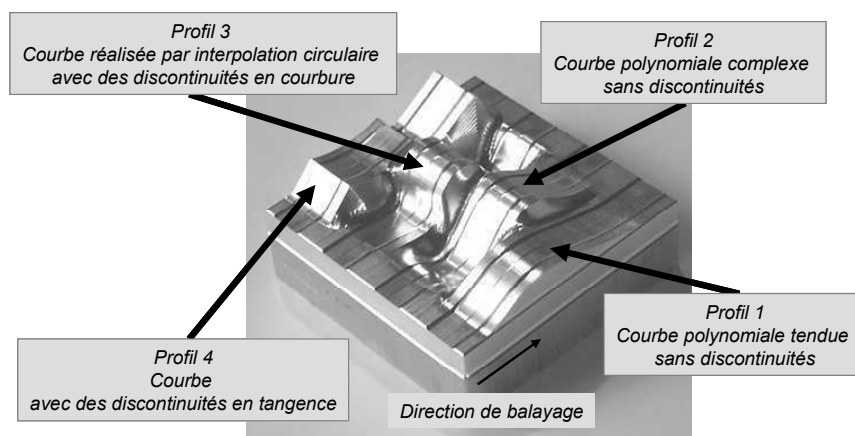 Profil 3
Courbe réalisée par interpolation circulaire
avec des discontinuités en courbure
Profil 2
Courbe polynomiale complexe
sans discontinuités
Profil 1
Courbe polynomiale tendue
sans discontinuités
Profil 4
Courbe
avec des discontinuités en tangence
Direction de balayage